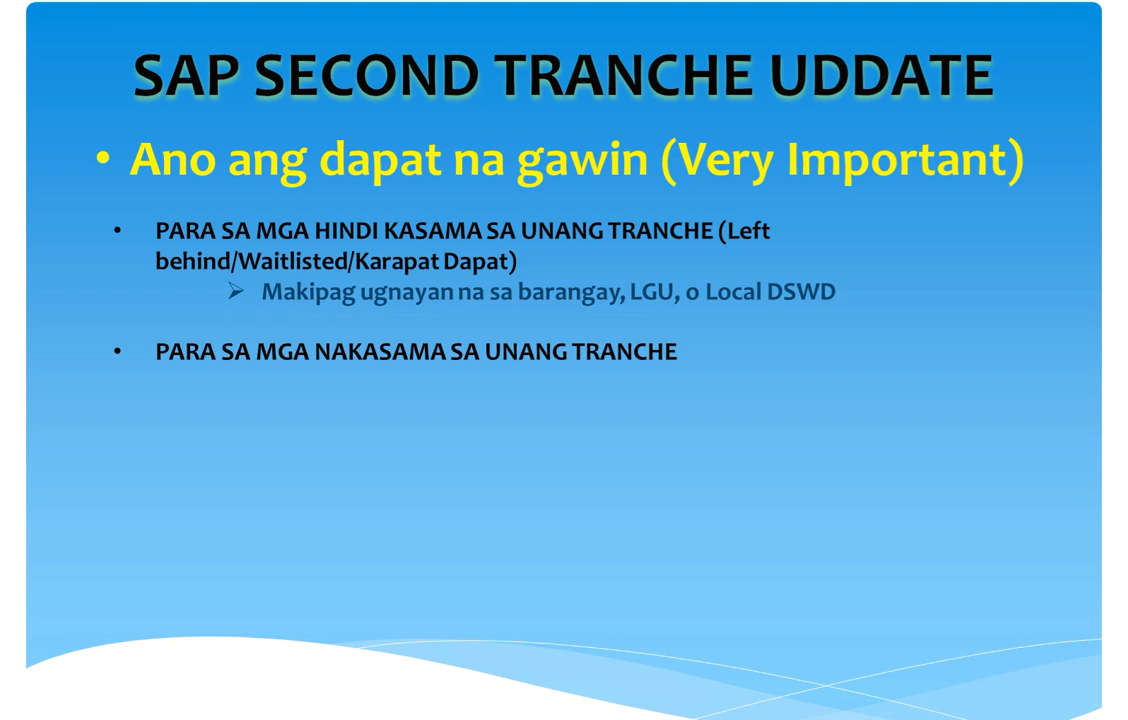 SAP SECOND TRANCHE UDDATE
• Ano ang dapat na gawin (Very Important)
• PARA SA MGA HINDI KASAMA SA UNANG TRANCHE (Left
behind/Waitlisted/Karapat Dapat)
➢ Makipag ugnayan na sa barangay, LGU, o Local DSWD
• PARA SA MGA NAKASAMA SA UNANG TRANCHE